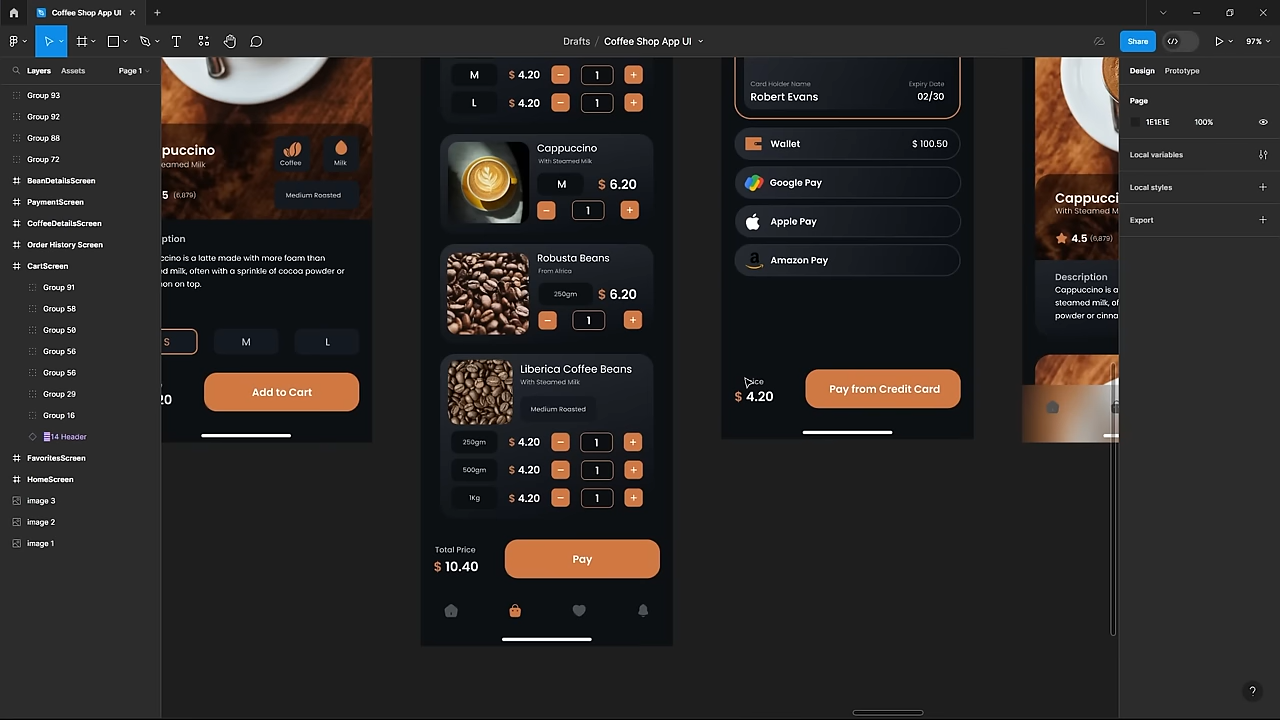 Coffee Shop App UI
Drafts / Coffee Shop App UI
Share
97%
Layers
Assets
Page 1
Group 93
Group 92
Group 88
Group 72
BeanDetailsScreen
PaymentScreen
CoffeeDetailsScreen
Order History Screen
CartScreen
Group 91
Group 58
Group 50
Group 56
Group 56
Group 29
Group 16
14 Header
FavoritesScreen
HomeScreen
image 3
image 2
image 1
puccino
eamed Milk
Coffee
Milk
5 (6,879)
Medium Roasted
ption
ccino is a latte made with more foam than
d milk, often with a sprinkle of cocoa powder or
on on top.
S
M
L
20
Add to Cart
M $ 4.20 − 1 +
L $ 4.20 − 1 +
Cappuccino
With Steamed Milk
M $ 6.20
− 1 +
Robusta Beans
From Africa
250gm $ 6.20
− 1 +
Liberica Coffee Beans
With Steamed Milk
Medium Roasted
250gm $ 4.20 − 1 +
500gm $ 4.20 − 1 +
1Kg $ 4.20 − 1 +
Total Price
$ 10.40
Pay
Card Holder Name
Robert Evans
Expiry Date
02/30
Wallet
$ 100.50
Google Pay
Apple Pay
a Amazon Pay
ice
$ 4.20
Pay from Credit Card
Cappucci
With Steamed M
4.5 (6,879)
Description
Cappuccino is a
steamed milk, of
powder or cinna
Design
Prototype
Page
1E1E1E
100%
Local variables
Local styles
Export
?